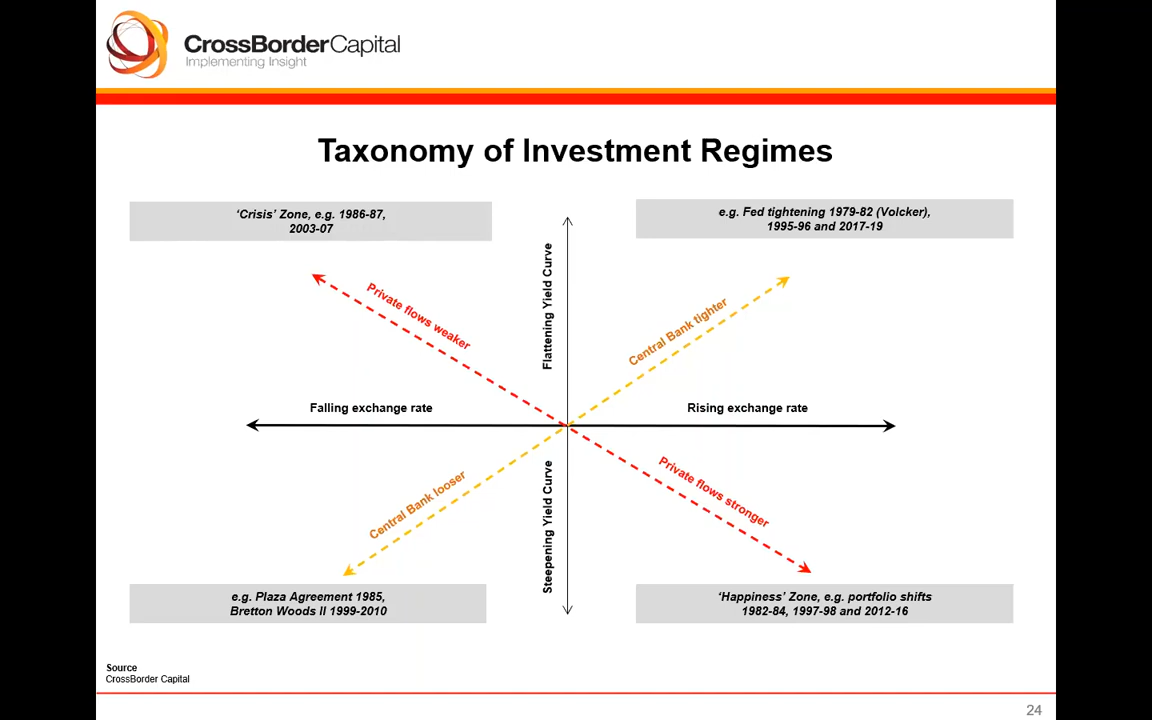 CrossBorderCapital
Implementing Insight
Taxonomy of Investment Regimes
‘Crisis’ Zone, e.g. 1986-87,
2003-07
e.g. Fed tightening 1979-82 (Volcker),
1995-96 and 2017-19
Flattening Yield Curve
Private flows weaker
Central Bank tighter
Falling exchange rate
Rising exchange rate
Central Bank looser
Steepening Yield Curve
Private flows stronger
e.g. Plaza Agreement 1985,
Bretton Woods II 1999-2010
‘Happiness’ Zone, e.g. portfolio shifts
1982-84, 1997-98 and 2012-16
Source
CrossBorder Capital
24